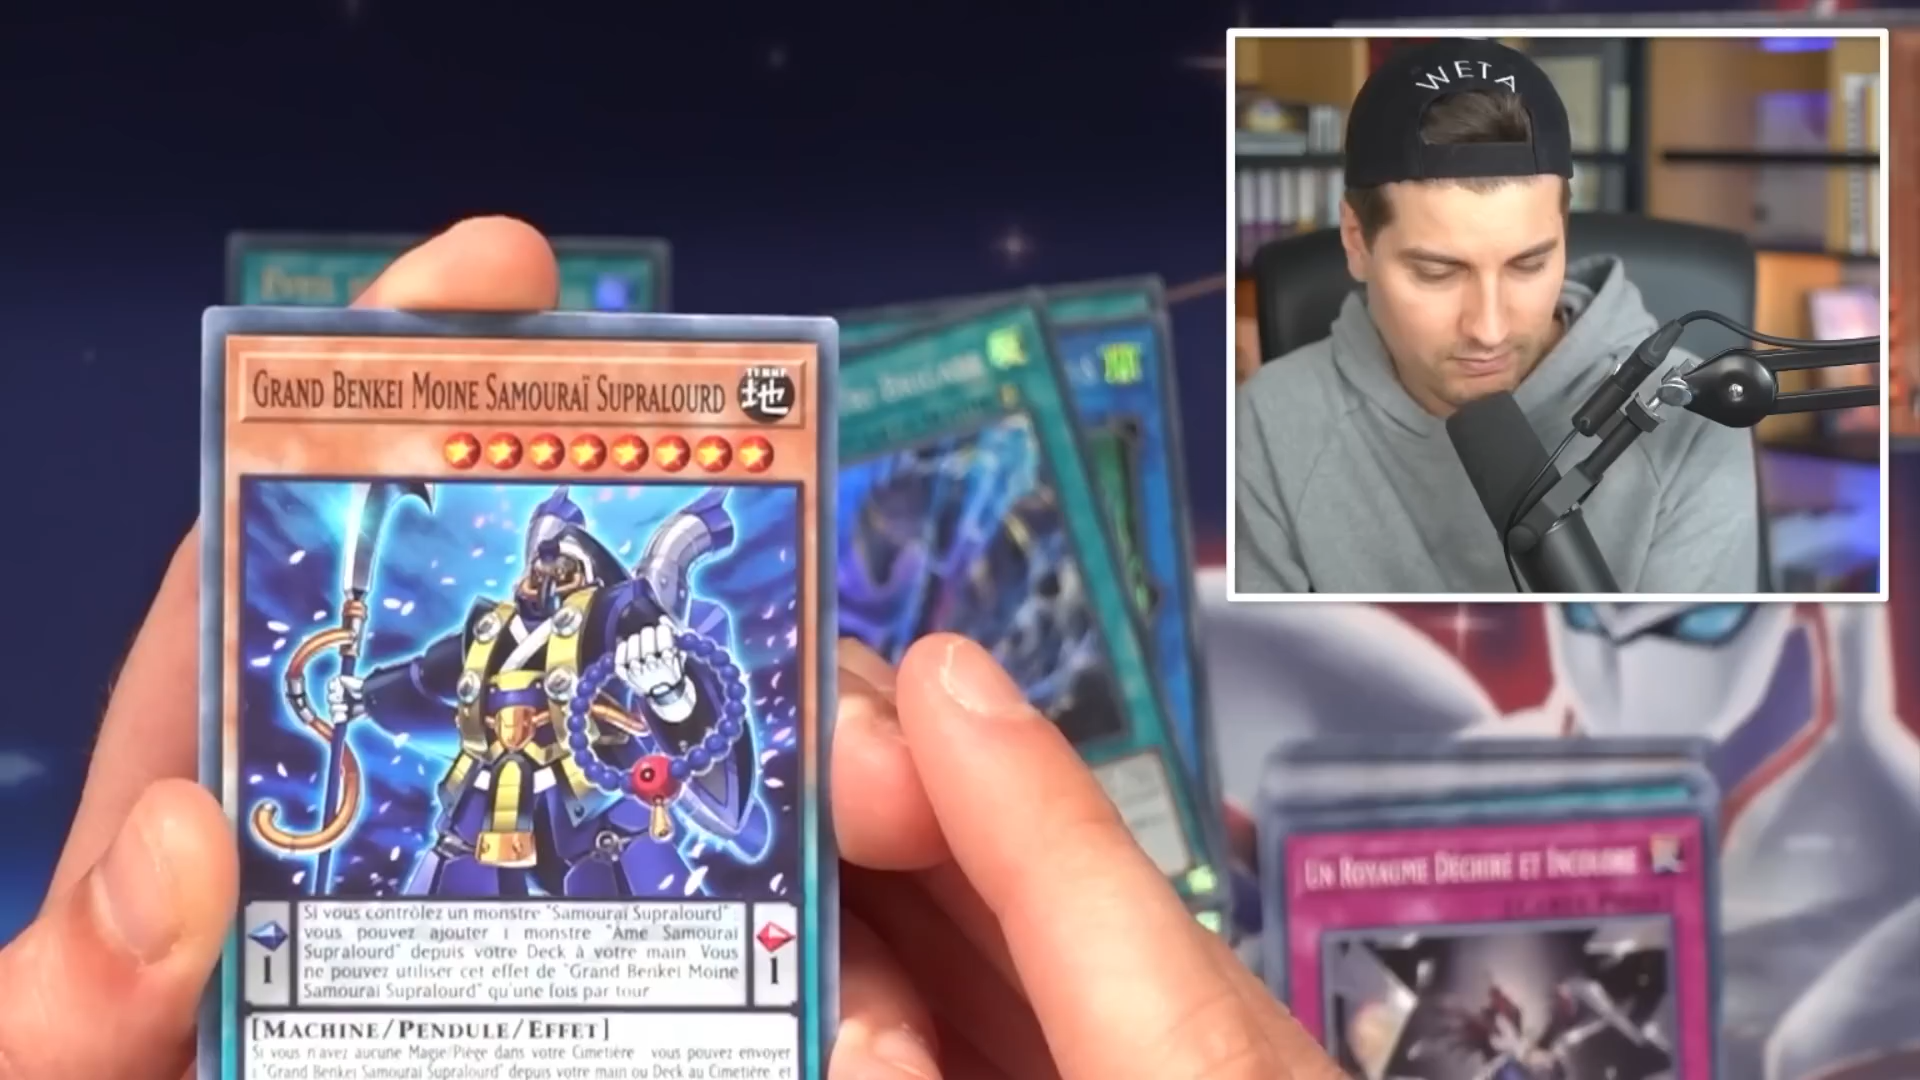 WETA
GRAND BENKEI MOINE SAMOURAÏ SUPRALOURD
TERRE
地
Si vous contrôlez un monstre "Samouraï Supralourd" :
vous pouvez ajouter 1 monstre "Âme Samouraï
Supralourd" depuis votre Deck à votre main. Vous
ne pouvez utiliser cet effet de "Grand Benkei Moine
Samouraï Supralourd" qu'une fois par tour
1
1
[MACHINE/PENDULE/EFFET]
Si vous n'avez aucune Magie/Piège dans votre Cimetière vous pouvez envoyer
1 "Grand Benkei Samouraï Supralourd" depuis votre main ou Deck au Cimetière et
UN ROYAUME DÉCHIRÉ ET INCOLORE